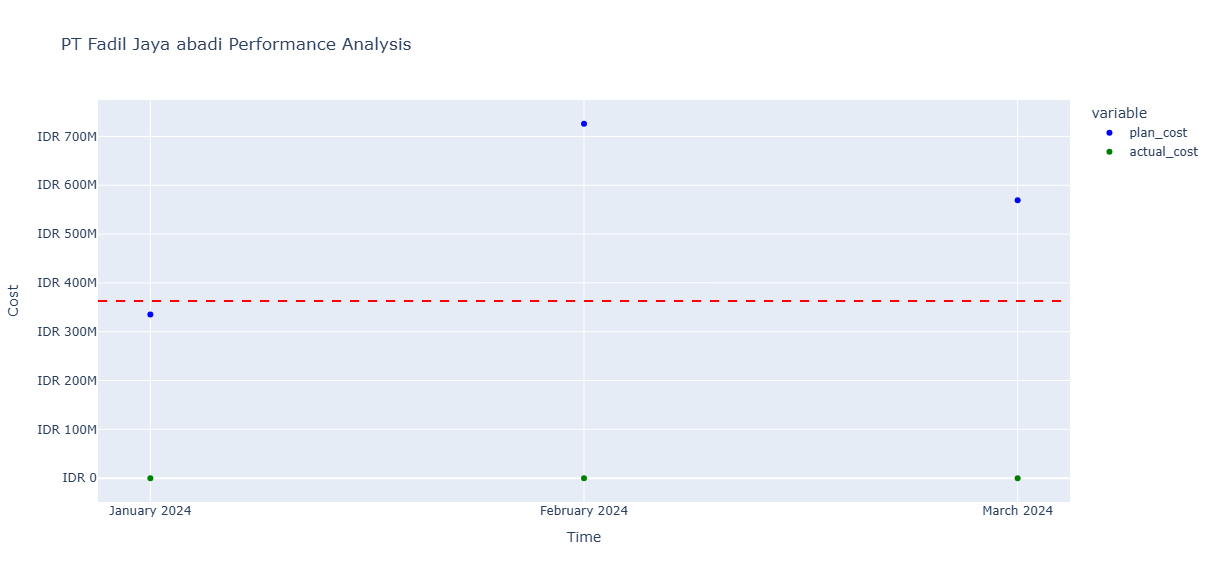 PT Fadil Jaya abadi Performance Analysis
variable
plan_cost
actual_cost
IDR 700M
IDR 600M
IDR 500M
IDR 400M
IDR 300M
IDR 200M
IDR 100M
IDR 0
Cost
January 2024
February 2024
March 2024
Time